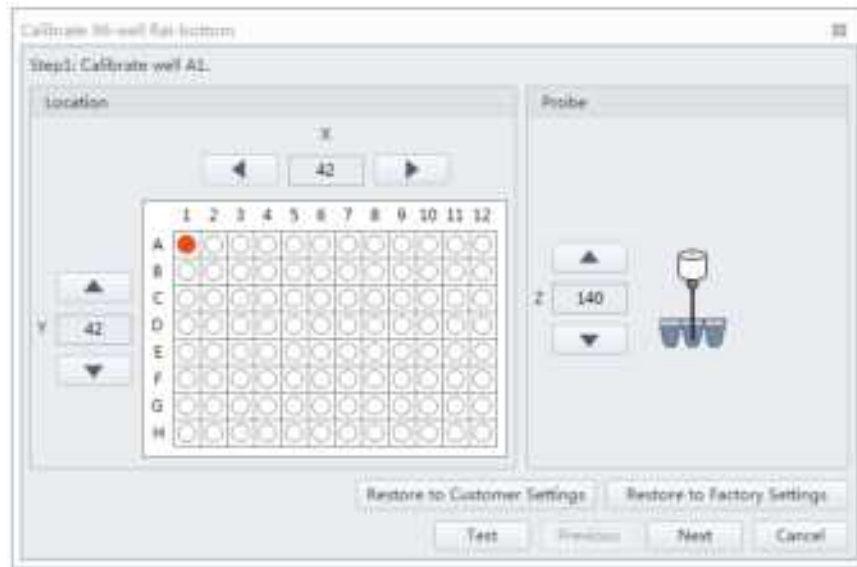 Calibrate 96-well flat-bottom
Step1: Calibrate well A1.
Location
Probe
X
42
1 2 3 4 5 6 7 8 9 10 11 12
A
B
C
D
E
F
G
H
Y
42
Z
140
Restore to Customer Settings
Restore to Factory Settings
Test
Previous
Next
Cancel